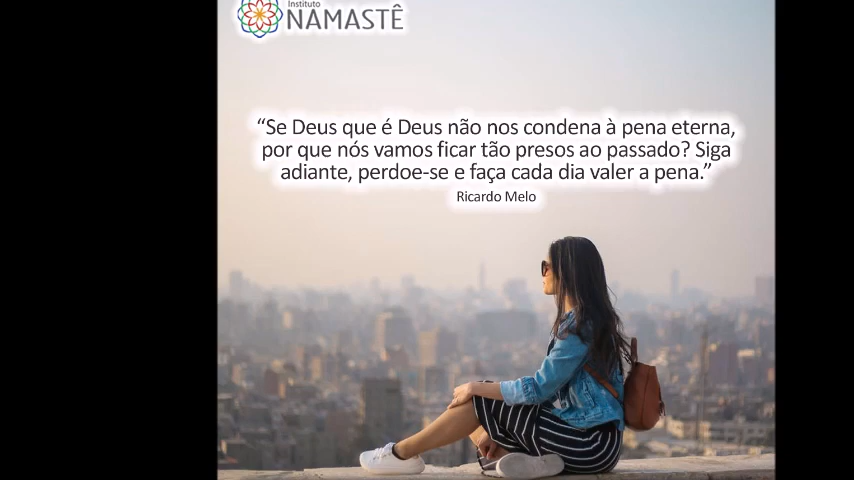 Instituto
NAMASTÊ
“Se Deus que é Deus não nos condena à pena eterna,
por que nós vamos ficar tão presos ao passado? Siga
adiante, perdoe-se e faça cada dia valer a pena.”
Ricardo Melo